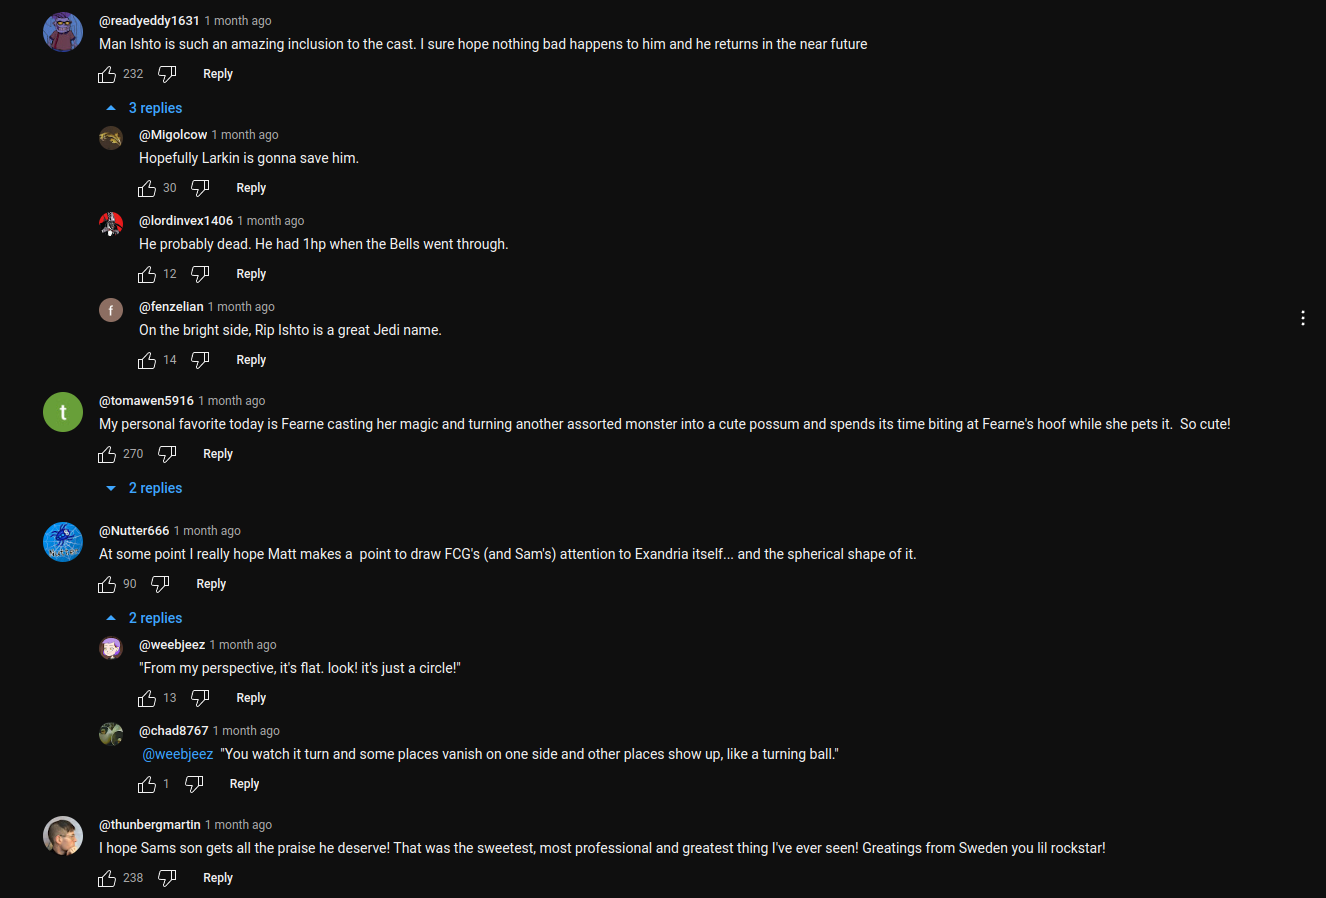 @readyeddy1631 1 month ago
Man Ishto is such an amazing inclusion to the cast. I sure hope nothing bad happens to him and he returns in the near future
232 Reply
3 replies
@Migolcow 1 month ago
Hopefully Larkin is gonna save him.
30 Reply
@lordinvex1406 1 month ago
He probably dead. He had 1hp when the Bells went through.
12 Reply
f
@fenzelian 1 month ago
On the bright side, Rip Ishto is a great Jedi name.
14 Reply
t
@tomawen5916 1 month ago
My personal favorite today is Fearne casting her magic and turning another assorted monster into a cute possum and spends its time biting at Fearne's hoof while she pets it.  So cute!
270 Reply
2 replies
@Nutter666 1 month ago
At some point I really hope Matt makes a  point to draw FCG's (and Sam's) attention to Exandria itself... and the spherical shape of it.
90 Reply
2 replies
@weebjeez 1 month ago
"From my perspective, it's flat. look! it's just a circle!"
13 Reply
@chad8767 1 month ago
@weebjeez "You watch it turn and some places vanish on one side and other places show up, like a turning ball."
1 Reply
@thunbergmartin 1 month ago
I hope Sams son gets all the praise he deserve! That was the sweetest, most professional and greatest thing I've ever seen! Greatings from Sweden you lil rockstar!
238 Reply